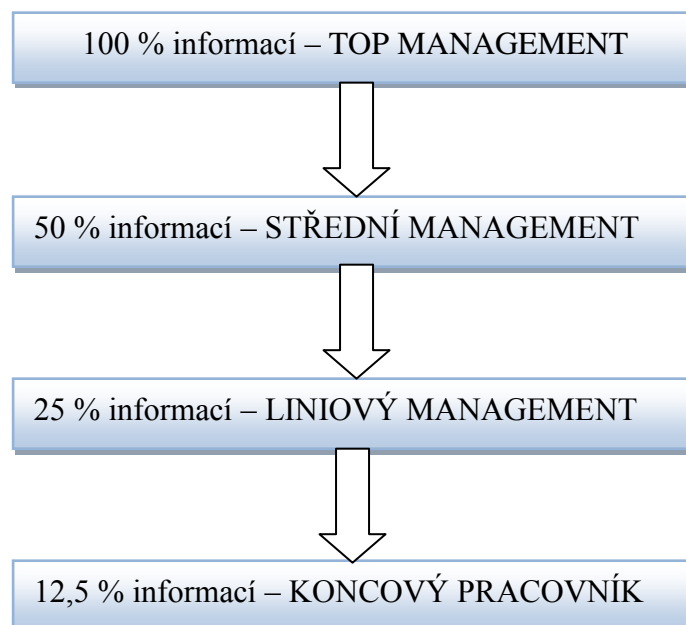 100 % informací – TOP MANAGEMENT
50 % informací – STŘEDNÍ MANAGEMENT
25 % informací – LINIOVÝ MANAGEMENT
12,5 % informací – KONCOVÝ PRACOVNÍK